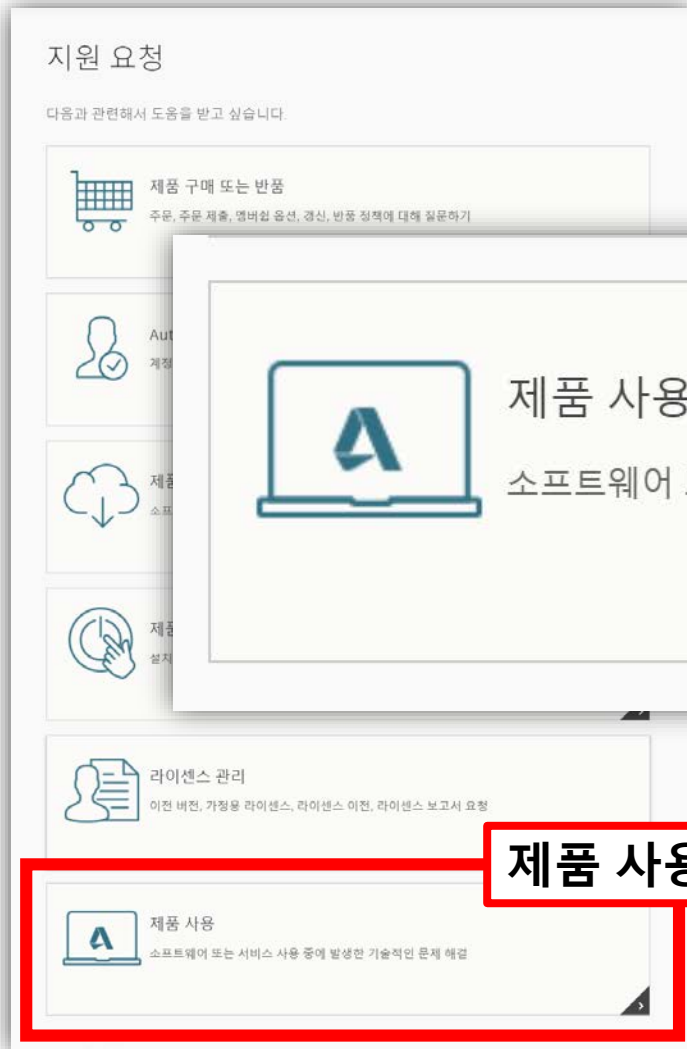 지원 요청
다음과 관련해서 도움을 받고 싶습니다
제품 구매 또는 반품
주문, 주문 제출, 멤버쉽 옵션, 갱신, 반품 정책에 대해 질문하기
Aut
계정
제품
소프
제품 사용
소프트웨어
제품
설치
라이센스 관리
이전 버전, 가정용 라이센스, 라이센스 이전, 라이센스 보고서 요청
제품 사용
제품 사용
소프트웨어 또는 서비스 사용 중에 발생한 기술적인 문제 해결